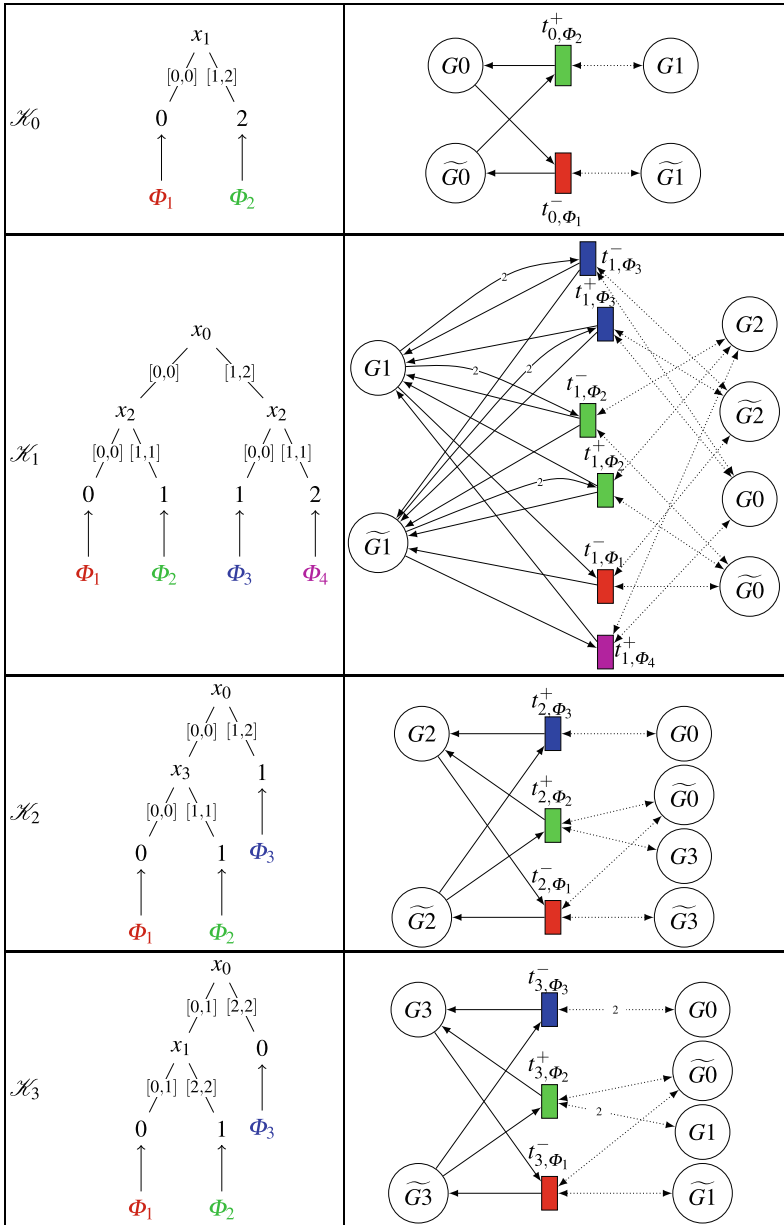 𝒦₀
x₁
[0,0] [1,2]
0 2
Φ₁ Φ₂
t⁺₀,Φ₂
G0 G1
G̃0 G̃1
t⁻₀,Φ₁
𝒦₁
x₀
[0,0] [1,2]
x₂ x₂
[0,0] [1,1] [0,0] [1,1]
0 1 1 2
Φ₁ Φ₂ Φ₃ Φ₄
2 t⁻₁,Φ₃
t⁺₁,Φ₃
G2
G1 2 2
t⁻₁,Φ₂
G̃2
t⁺₁,Φ₂
2
G0
G̃1
t⁻₁,Φ₁
G̃0
t⁺₁,Φ₄
𝒦₂
x₀
[0,0] [1,2]
x₃ 1
[0,0] [1,1]
Φ₃
0 1
Φ₁ Φ₂
t⁺₂,Φ₃
G2 G0
t⁺₂,Φ₂
G̃0
G3
t⁻₂,Φ₁
G̃2 G̃3
𝒦₃
x₀
[0,1] [2,2]
x₁ 0
[0,1] [2,2]
Φ₃
0 1
Φ₁ Φ₂
t⁻₃,Φ₃
G3 2 G0
t⁺₃,Φ₂
G̃0
2 G1
t⁻₃,Φ₁
G̃3 G̃1